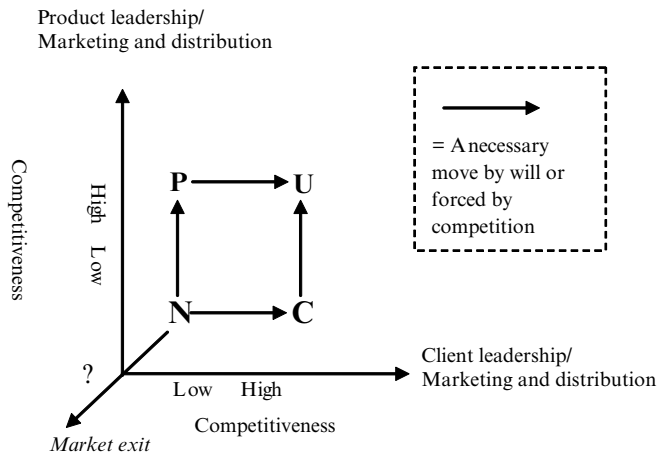 Product leadership/
Marketing and distribution
= A necessary
move by will or
forced by
competition
Competitiveness
High Low
P
U
N
C
?
Low High
Competitiveness
Client leadership/
Marketing and distribution
Market exit